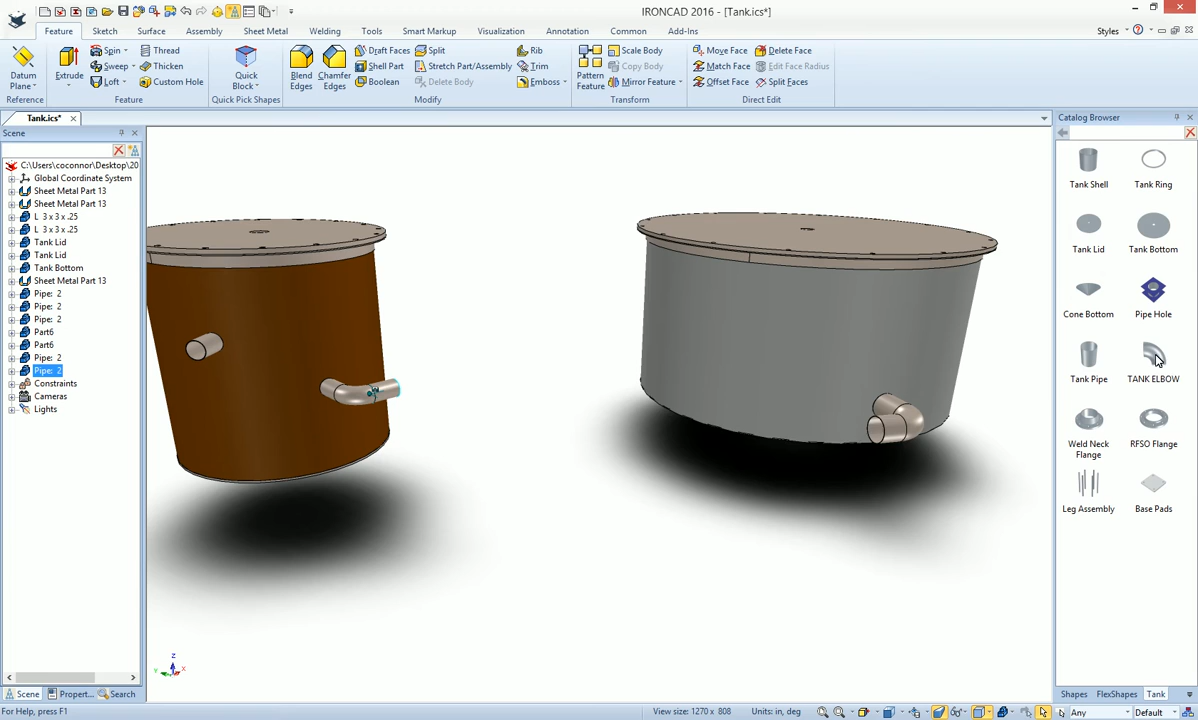 IRONCAD 2016 - [Tank.ics*]
Feature Sketch Surface Assembly Sheet Metal Welding Tools Smart Markup Visualization Annotation Common Add-Ins Styles
Datum Plane Extrude Spin Sweep Loft Thread Thicken Custom Hole Quick Block Blend Edges Chamfer Edges Draft Faces Shell Part Boolean Split Stretch Part/Assembly Delete Body Rib Trim Emboss Pattern Feature Scale Body Copy Body Mirror Feature Move Face Match Face Offset Face Delete Face Edit Face Radius Split Faces
Reference Feature Quick Pick Shapes Modify Transform Direct Edit
Tank.ics*
Scene
C:\Users\coconnor\Desktop\20
Global Coordinate System
Sheet Metal Part 13
Sheet Metal Part 13
L 3 x 3 x .25
L 3 x 3 x .25
Tank Lid
Tank Lid
Tank Bottom
Sheet Metal Part 13
Pipe: 2
Pipe: 2
Pipe: 2
Part6
Part6
Pipe: 2
Pipe: 2
Constraints
Cameras
Lights
Z
Y X
Catalog Browser
Tank Shell Tank Ring
Tank Lid Tank Bottom
Cone Bottom Pipe Hole
Tank Pipe TANK ELBOW
Weld Neck Flange RFSO Flange
Leg Assembly Base Pads
Scene Propert... Search
Shapes FlexShapes Tank
For Help, press F1 View size: 1270 x 808 Units: in, deg Any Default